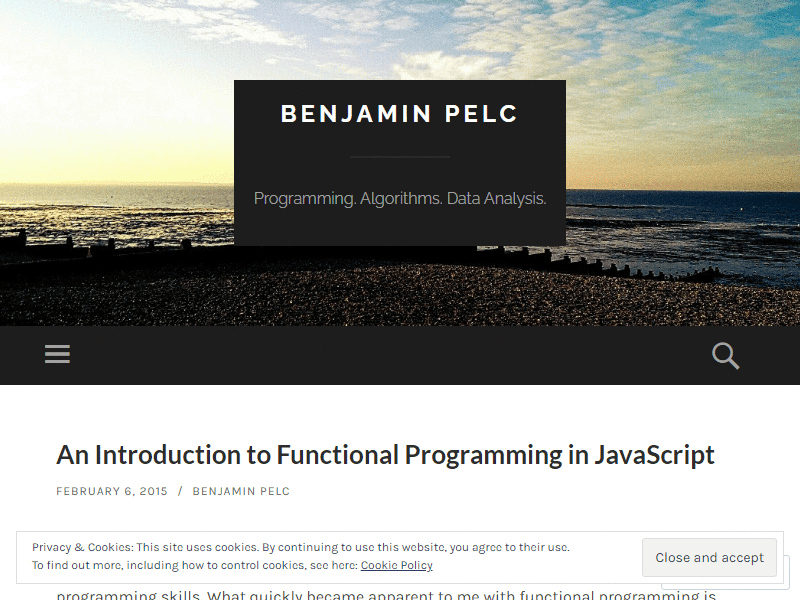 BENJAMIN PELC
Programming. Algorithms. Data Analysis.
An Introduction to Functional Programming in JavaScript
FEBRUARY 6, 2015 / BENJAMIN PELC
Privacy & Cookies: This site uses cookies. By continuing to use this website, you agree to their use.
To find out more, including how to control cookies, see here: Cookie Policy
Close and accept
programming skills. What quickly became apparent to me with functional programming is